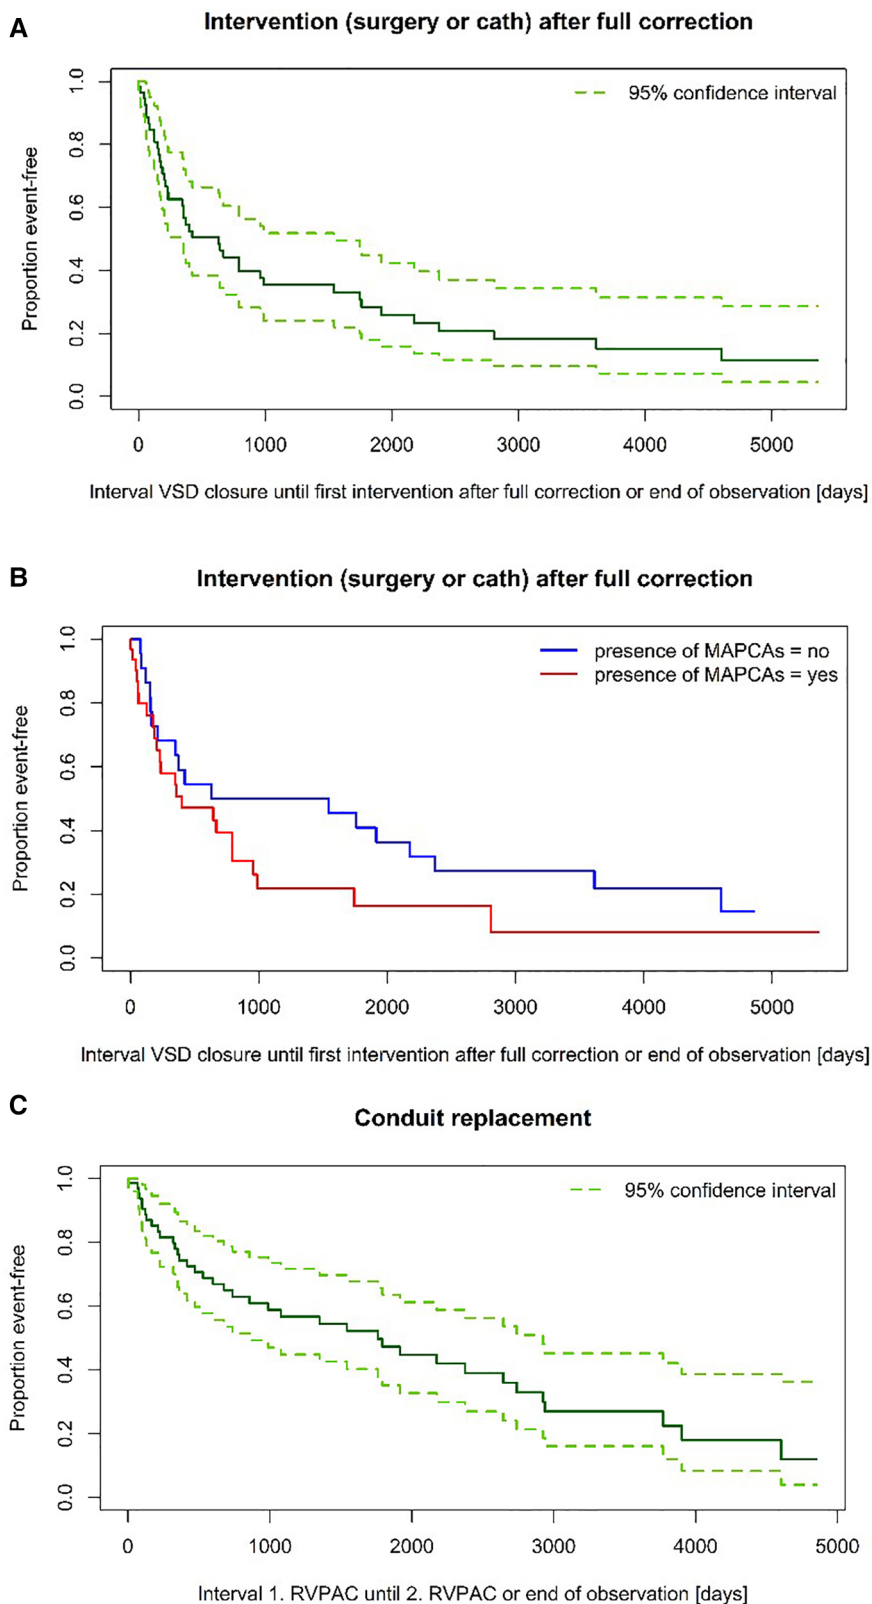 A
Intervention (surgery or cath) after full correction
95% confidence interval
Proportion event-free
1.0
0.8
0.6
0.4
0.2
0.0
0 1000 2000 3000 4000 5000
Interval VSD closure until first intervention after full correction or end of observation [days]
B
Intervention (surgery or cath) after full correction
presence of MAPCAs = no
presence of MAPCAs = yes
Proportion event-free
1.0
0.8
0.6
0.4
0.2
0.0
0 1000 2000 3000 4000 5000
Interval VSD closure until first intervention after full correction or end of observation [days]
C
Conduit replacement
95% confidence interval
Proportion event-free
1.0
0.8
0.6
0.4
0.2
0.0
0 1000 2000 3000 4000 5000
Interval 1. RVPAC until 2. RVPAC or end of observation [days]